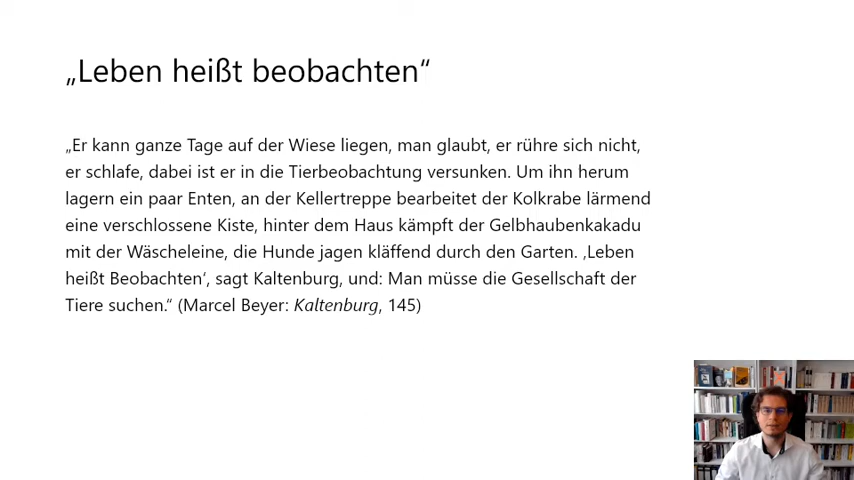 „Leben heißt beobachten“
„Er kann ganze Tage auf der Wiese liegen, man glaubt, er rühre sich nicht,
er schlafe, dabei ist er in die Tierbeobachtung versunken. Um ihn herum
lagern ein paar Enten, an der Kellertreppe bearbeitet der Kolkrabe lärmend
eine verschlossene Kiste, hinter dem Haus kämpft der Gelbhaubenkakadu
mit der Wäscheleine, die Hunde jagen kläffend durch den Garten. ‚Leben
heißt Beobachten‘, sagt Kaltenburg, und: Man müsse die Gesellschaft der
Tiere suchen.“ (Marcel Beyer: Kaltenburg, 145)